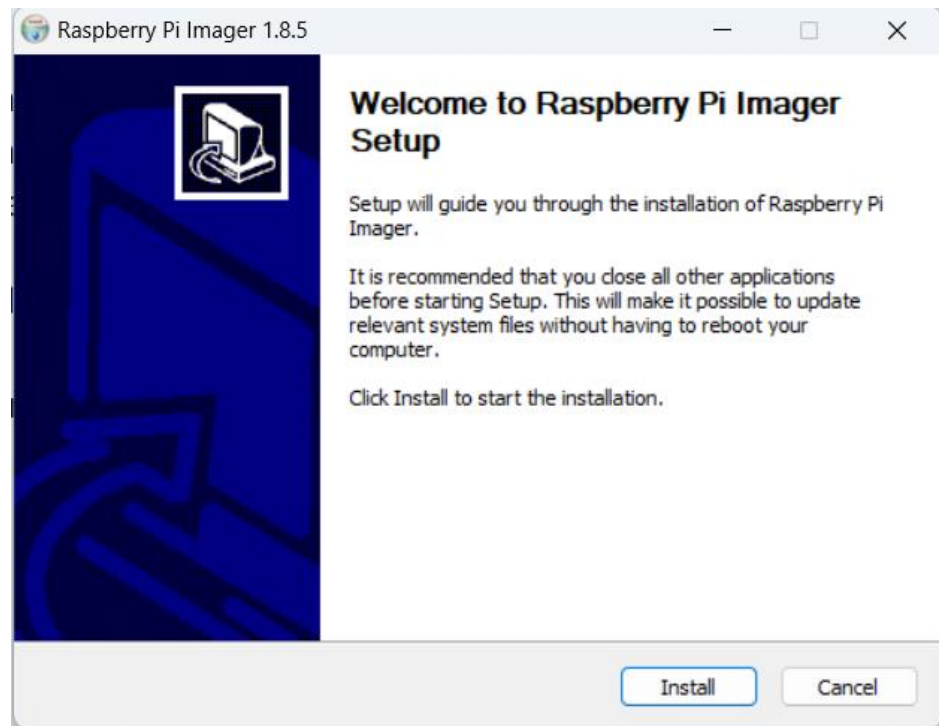 Raspberry Pi Imager 1.8.5
Welcome to Raspberry Pi Imager
Setup
Setup will guide you through the installation of Raspberry Pi
Imager.
It is recommended that you close all other applications
before starting Setup. This will make it possible to update
relevant system files without having to reboot your
computer.
Click Install to start the installation.
Install
Cancel